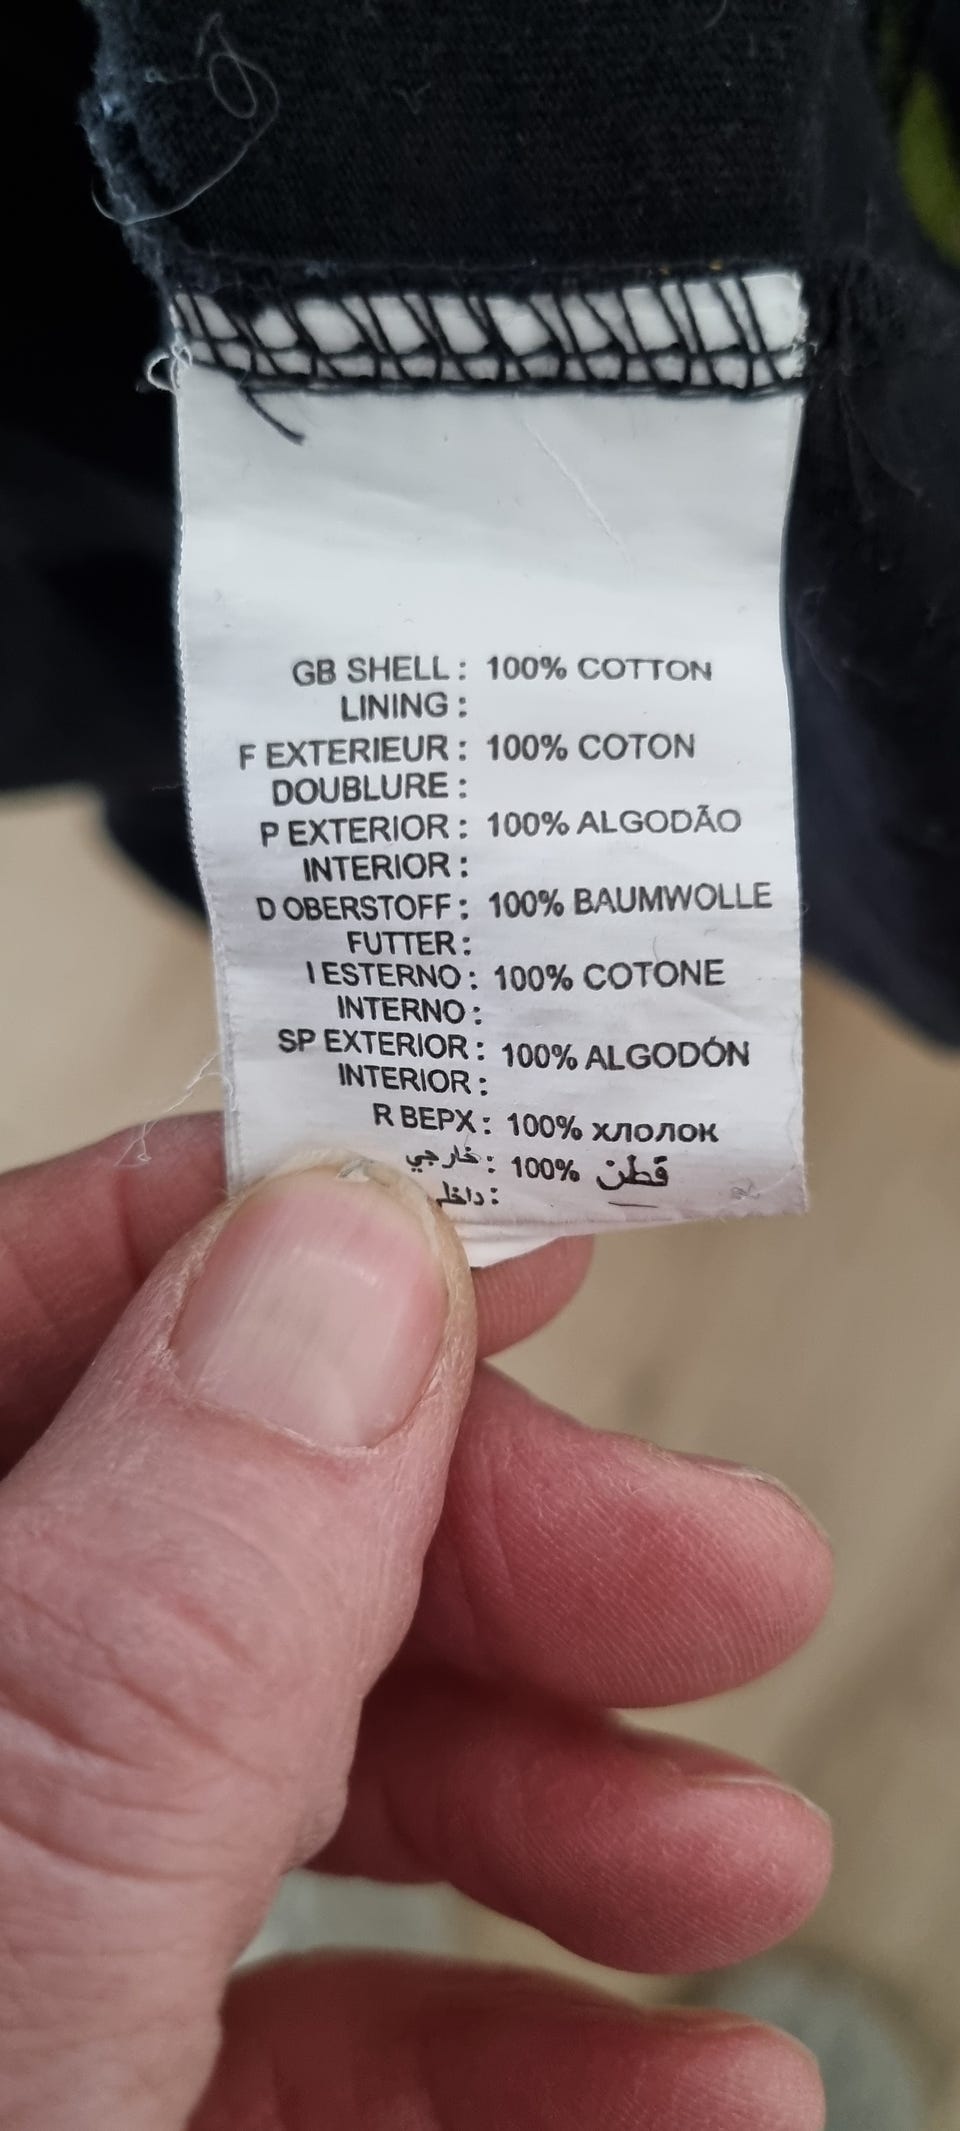 GB SHELL : 100% COTTON
LINING :
F EXTERIEUR : 100% COTON
DOUBLURE :
P EXTERIOR : 100% ALGODÃO
INTERIOR :
D OBERSTOFF : 100% BAUMWOLLE
FUTTER :
I ESTERNO : 100% COTONE
INTERNO :
SP EXTERIOR : 100% ALGODÓN
INTERIOR :
R ВЕРХ : 100% хлолок
خارجي : 100% قطن
: